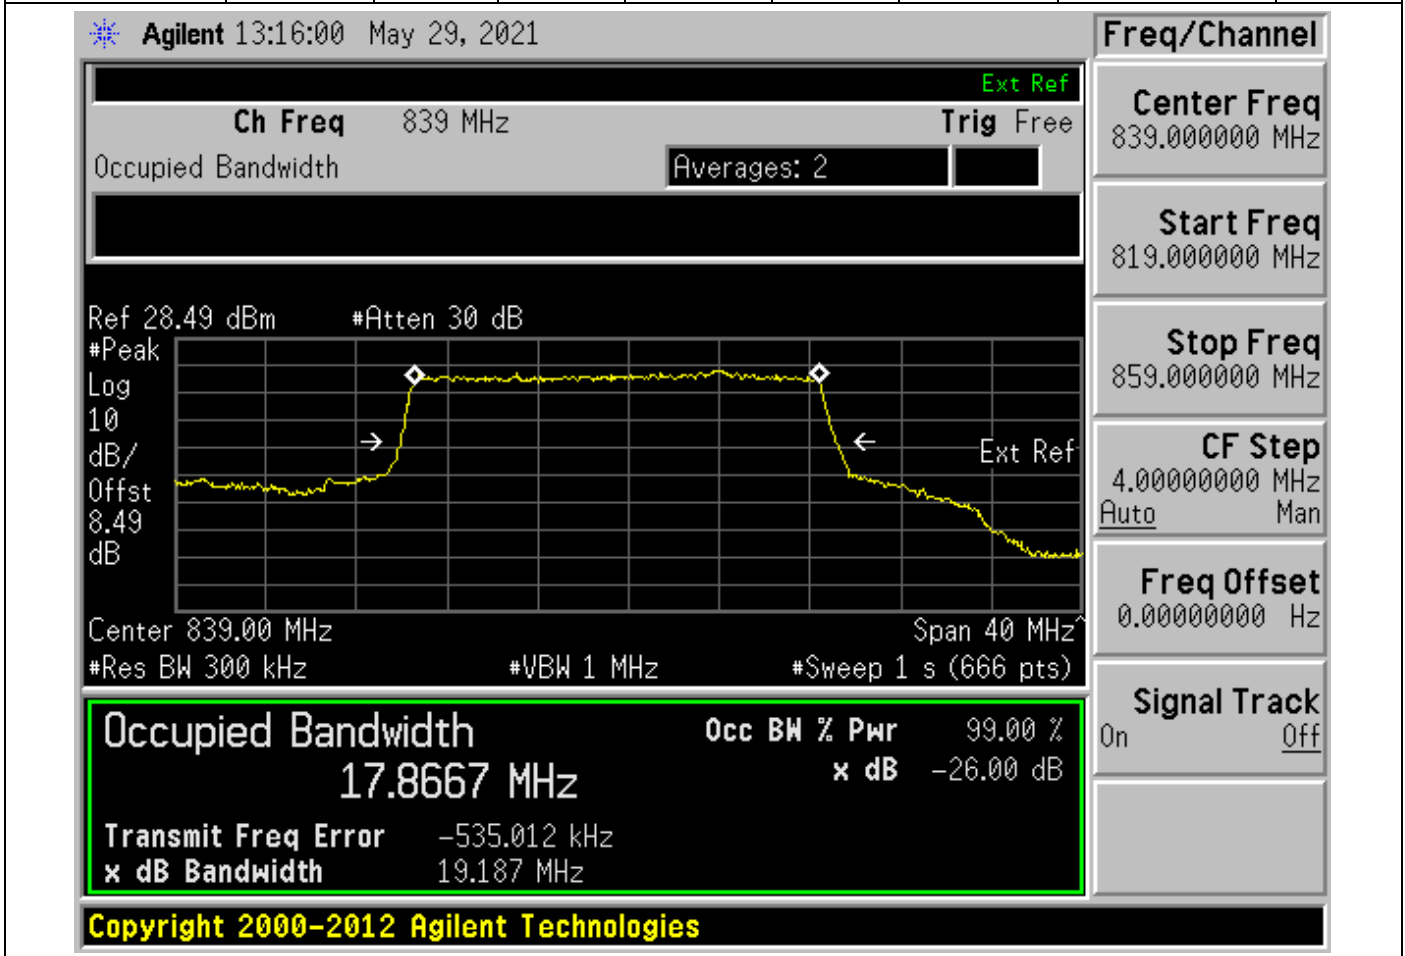 Agilent 13:16:00 May 29, 2021
Freq/Channel
Ext Ref
Ch Freq 839 MHz Trig Free
Occupied Bandwidth Averages: 2
Center Freq
839.000000 MHz
Start Freq
819.000000 MHz
Stop Freq
859.000000 MHz
CF Step
4.00000000 MHz
Auto Man
Freq Offset
0.00000000 Hz
Signal Track
On Off
Ref 28.49 dBm #Atten 30 dB
#Peak
Log
10
dB/
Offst
8.49
dB
Ext Ref
Center 839.00 MHz Span 40 MHz^
#Res BW 300 kHz #VBW 1 MHz #Sweep 1 s (666 pts)
Occupied Bandwidth Occ BW % Pwr 99.00 %
17.8667 MHz x dB -26.00 dB
Transmit Freq Error -535.012 kHz
x dB Bandwidth 19.187 MHz
Copyright 2000-2012 Agilent Technologies